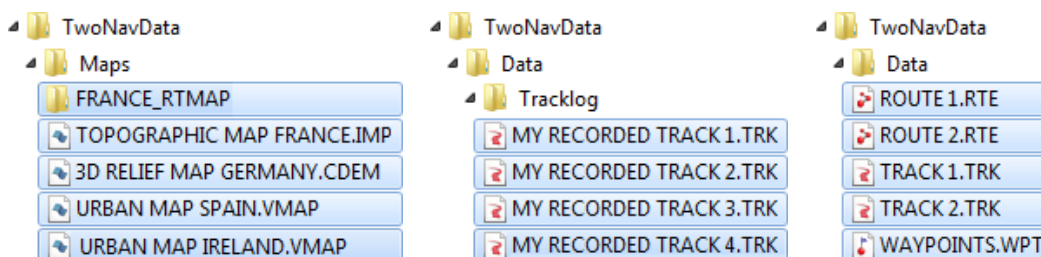 TwoNavData
Maps
FRANCE_RTMAP
TOPOGRAPHIC MAP FRANCE.IMP
3D RELIEF MAP GERMANY.CDEM
URBAN MAP SPAIN.VMAP
URBAN MAP IRELAND.VMAP
TwoNavData
Data
Tracklog
MY RECORDED TRACK 1.TRK
MY RECORDED TRACK 2.TRK
MY RECORDED TRACK 3.TRK
MY RECORDED TRACK 4.TRK
TwoNavData
Data
ROUTE 1.RTE
ROUTE 2.RTE
TRACK 1.TRK
TRACK 2.TRK
WAYPOINTS.WPT